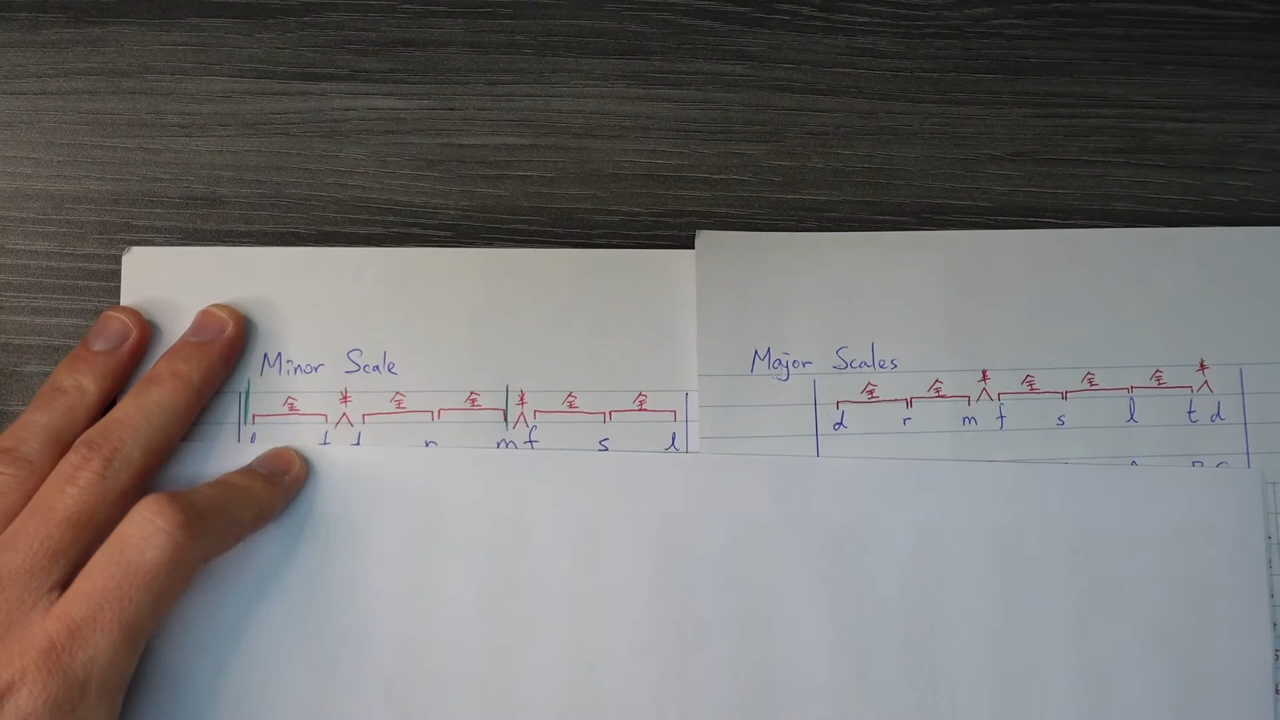 Minor Scale
全 半 全 全 半 全 全
m f s l
Major Scales
全 全 半 全 全 全 半
d r m f s l t d